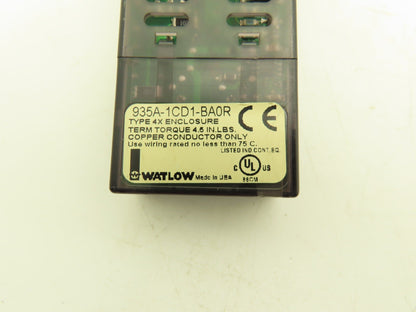 935A-1CD1-BA0R
TYPE 4X ENCLOSURE
TERM TORQUE 4.5 IN.LBS.
COPPER CONDUCTOR ONLY
Use wiring rated no less than 75 C.
CE
LISTED IND.CONT.EQ.
C UL US
WATLOW Made In USA